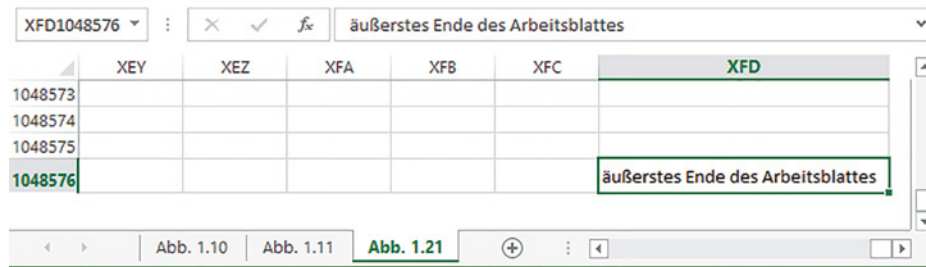 XFD1048576 fx äußerstes Ende des Arbeitsblattes
XEY XEZ XFA XFB XFC XFD
1048573
1048574
1048575
1048576 äußerstes Ende des Arbeitsblattes
Abb. 1.10 Abb. 1.11 Abb. 1.21